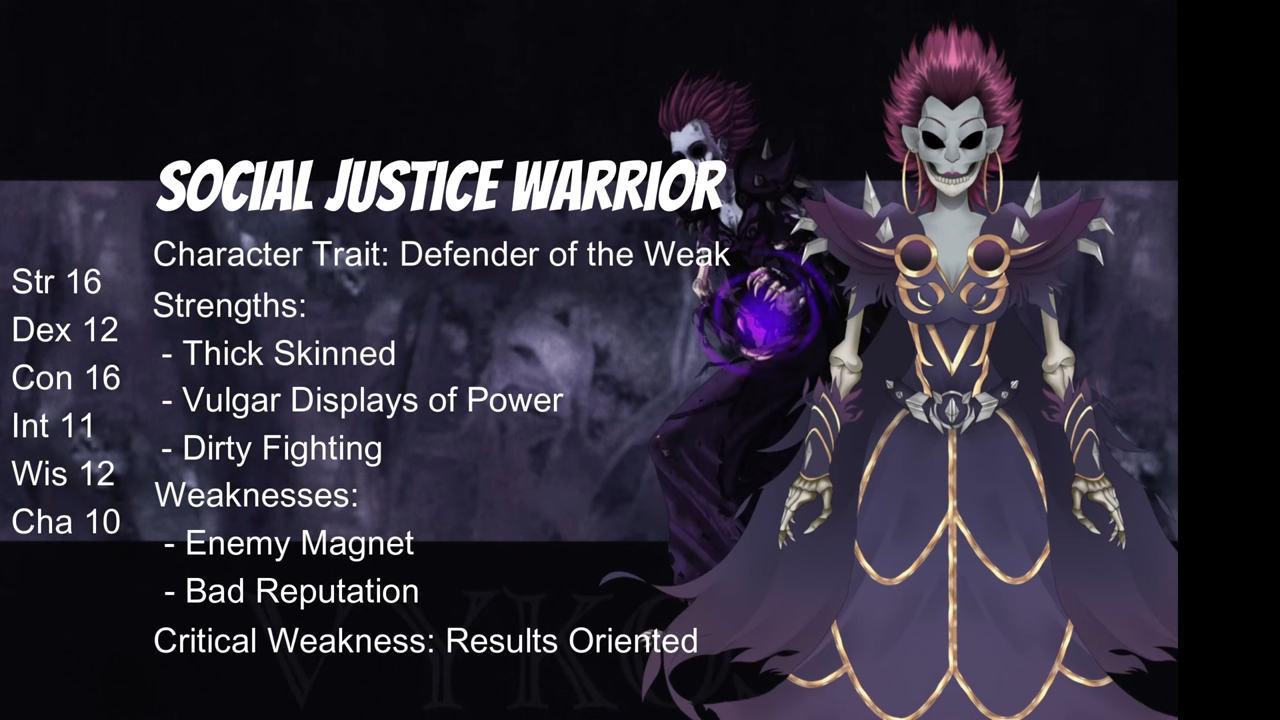 SOCIAL JUSTICE WARRIOR
Character Trait: Defender of the Weak
Strengths:
- Thick Skinned
- Vulgar Displays of Power
- Dirty Fighting
Weaknesses:
- Enemy Magnet
- Bad Reputation
Critical Weakness: Results Oriented
Str 16
Dex 12
Con 16
Int 11
Wis 12
Cha 10